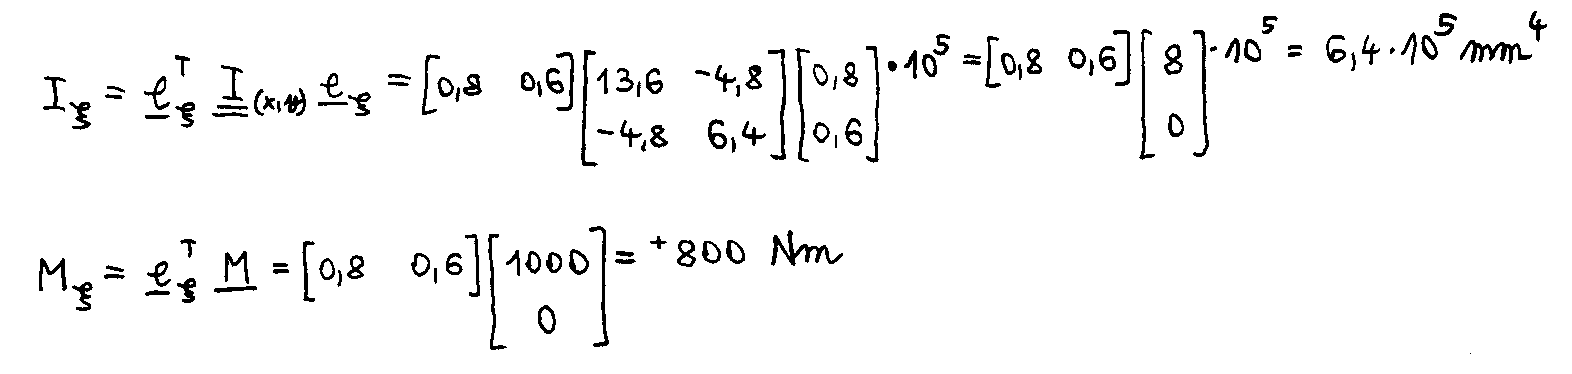 I_ξ = e_ξ^T I_(x,y) e_ξ = [0,8 0,6] [13,6 -4,8; -4,8 6,4] [0,8; 0,6] · 10^5 = [0,8 0,6] [8; 0] · 10^5 = 6,4 · 10^5 mm^4
M_ξ = e_ξ^T M = [0,8 0,6] [1000; 0] = +800 Nm